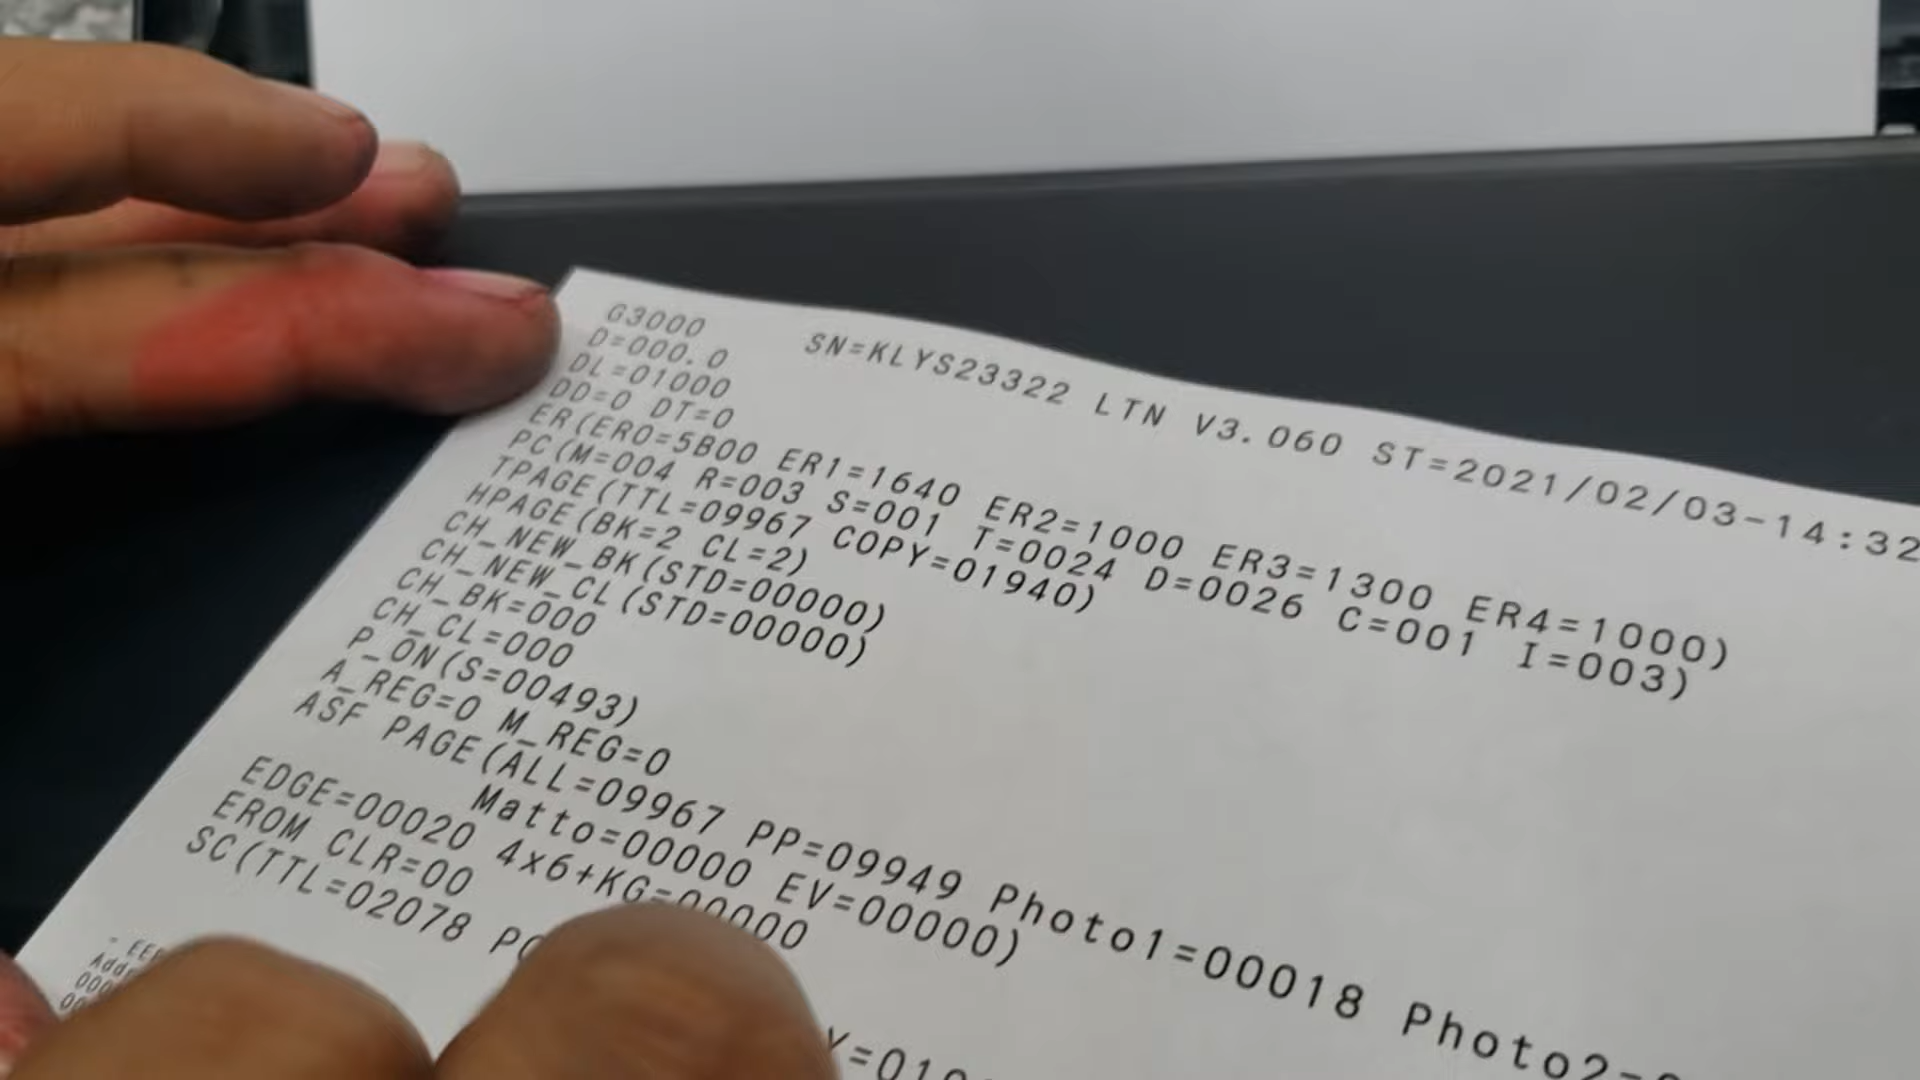 G3000 SN=KLYS23322 LTN V3.060 ST=2021/02/03-14:32
D=000.0
DL=01000
DD=0 DT=0
ER(ER0=5B00 ER1=1640 ER2=1000 ER3=1300 ER4=1000)
PC(M=004 R=003 S=001 T=0024 D=0026 C=001 I=003)
TPAGE(TTL=09967 COPY=01940)
HPAGE(BK=2 CL=2)
CH_NEW_BK(STD=00000)
CH_NEW_CL(STD=00000)
CH_BK=000
CH_CL=000
P_ON(S=00493)
A_REG=0 M_REG=0
ASF PAGE(ALL=09967 PP=09949 Photo1=00018 Photo2=
Matto=00000 EV=00000)
EDGE=00020 4x6+KG=00000
EROM CLR=00
SC(TTL=02078